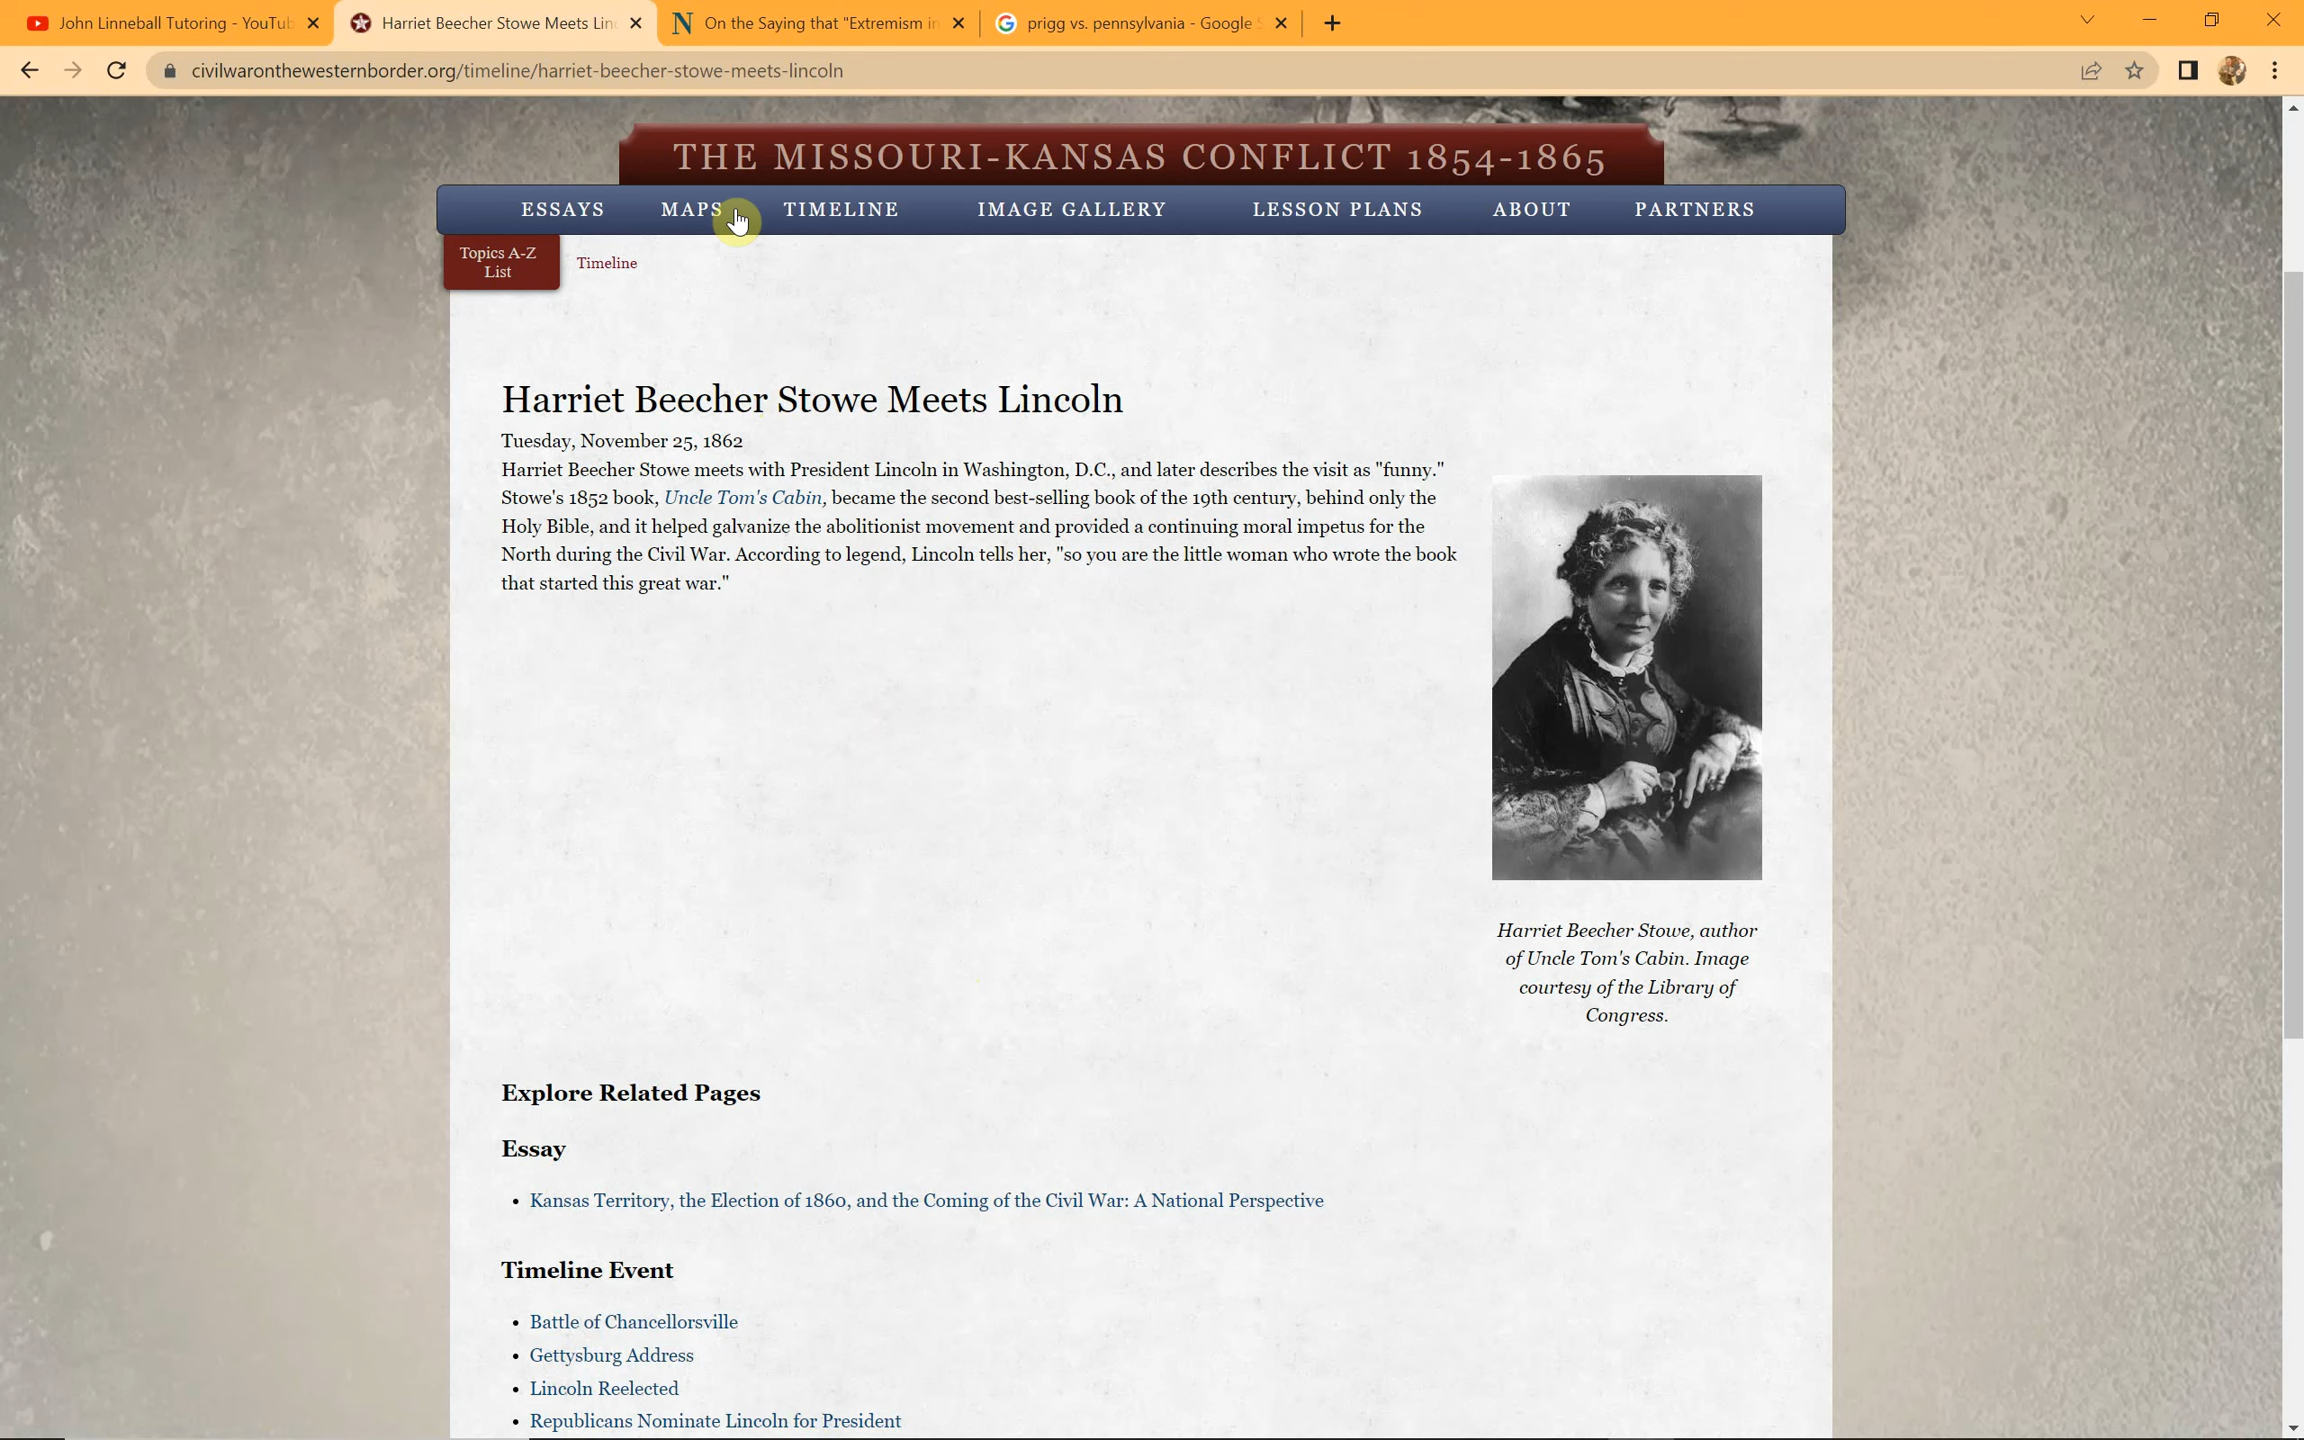 John Linneball Tutoring - YouTub
Harriet Beecher Stowe Meets Lin
On the Saying that "Extremism in
prigg vs. pennsylvania - Google S
civilwaronthewesternborder.org/timeline/harriet-beecher-stowe-meets-lincoln
THE MISSOURI-KANSAS CONFLICT 1854-1865
ESSAYS MAPS TIMELINE IMAGE GALLERY LESSON PLANS ABOUT PARTNERS
Topics A-Z
List
Timeline
Harriet Beecher Stowe Meets Lincoln
Tuesday, November 25, 1862
Harriet Beecher Stowe meets with President Lincoln in Washington, D.C., and later describes the visit as "funny."
Stowe's 1852 book, Uncle Tom's Cabin, became the second best-selling book of the 19th century, behind only the
Holy Bible, and it helped galvanize the abolitionist movement and provided a continuing moral impetus for the
North during the Civil War. According to legend, Lincoln tells her, "so you are the little woman who wrote the book
that started this great war."
Harriet Beecher Stowe, author
of Uncle Tom's Cabin. Image
courtesy of the Library of
Congress.
Explore Related Pages
Essay
• Kansas Territory, the Election of 1860, and the Coming of the Civil War: A National Perspective
Timeline Event
• Battle of Chancellorsville
• Gettysburg Address
• Lincoln Reelected
• Republicans Nominate Lincoln for President